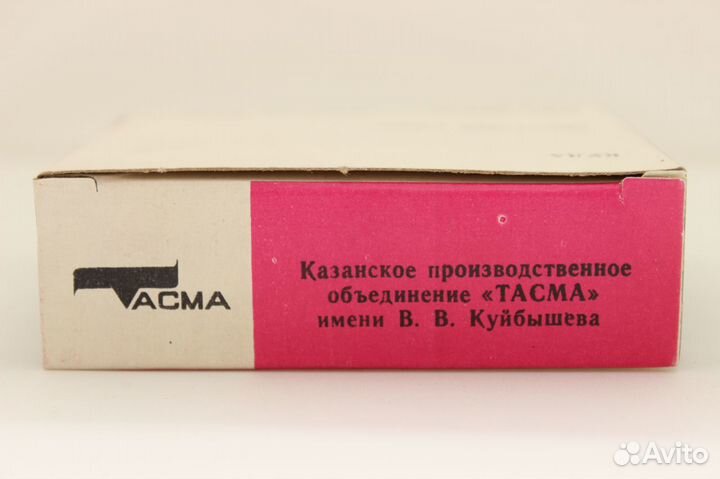 ТАСМА
Казанское производственное
объединение «ТАСМА»
имени В. В. Куйбышева
Avito